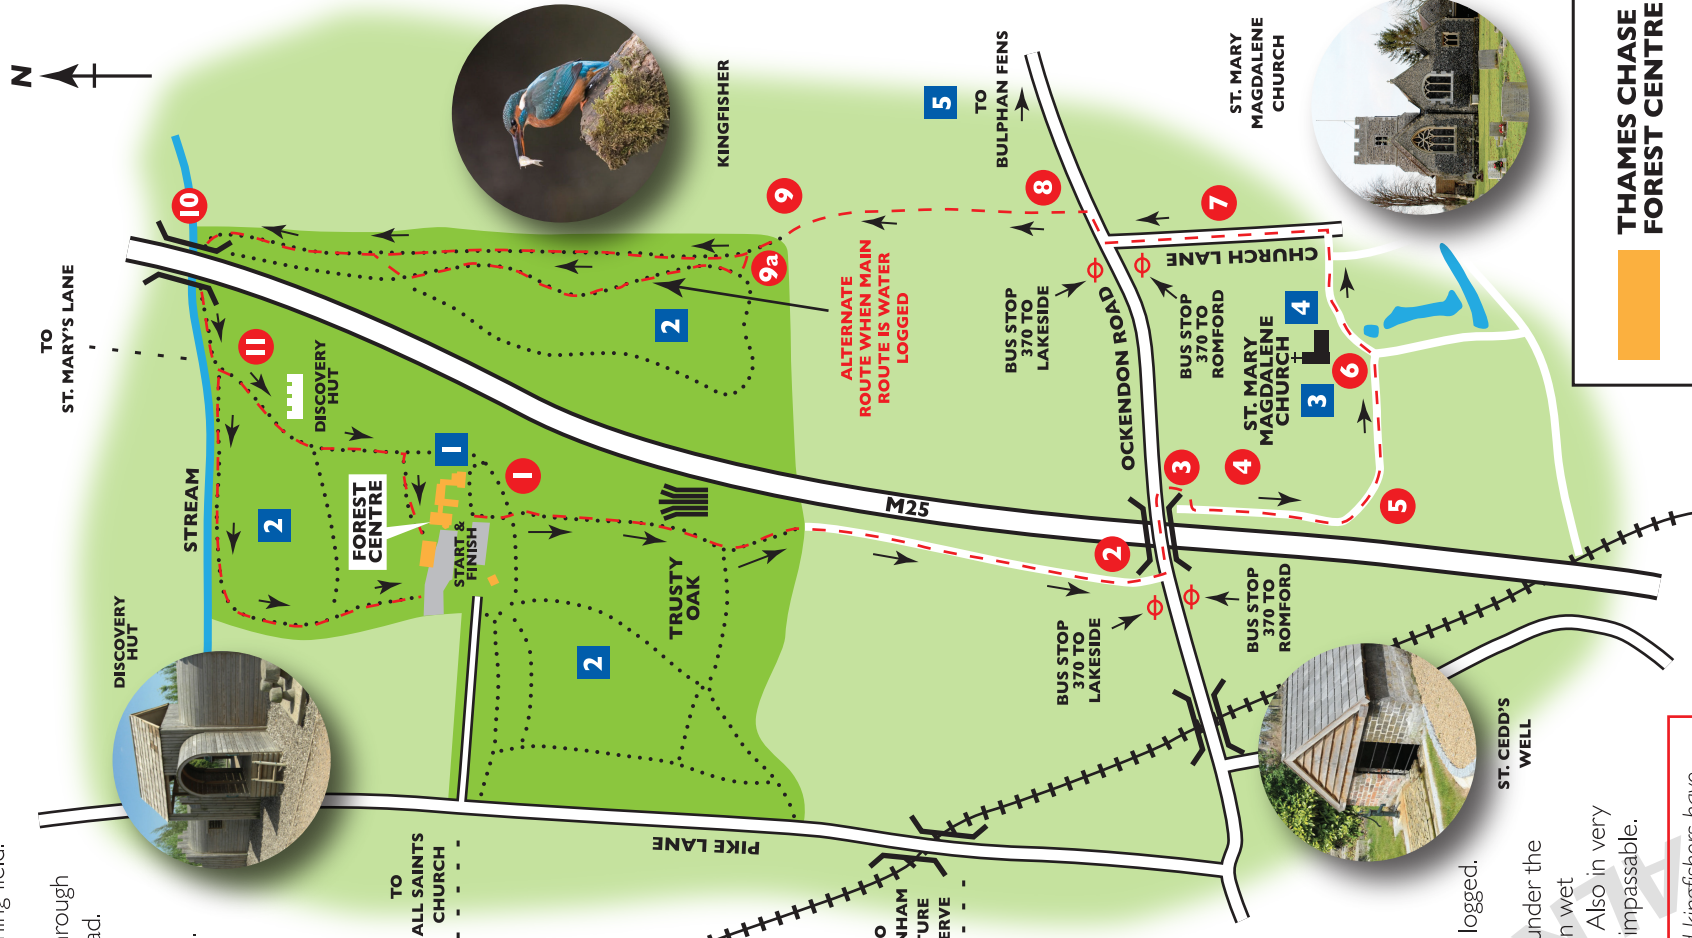 N
TO
ST. MARY'S LANE
10
STREAM
11
DISCOVERY
HUT
2
FOREST
CENTRE
1
START &
FINISH
1
DISCOVERY
HUT
KINGFISHER
9
9a
2
ALTERNATE
ROUTE WHEN MAIN
ROUTE IS WATER
LOGGED
TRUSTY
OAK
2
M25
PIKE LANE
TO
ALL SAINTS
CHURCH
5
TO
BULPHAN FENS
8
BUS STOP
370 TO
LAKESIDE
OCKENDON ROAD
BUS STOP
370 TO
ROMFORD
CHURCH LANE
7
ST. MARY
MAGDALENE
CHURCH
4
ST. MARY
MAGDALENE
CHURCH
3
6
3
4
5
2
BUS STOP
370 TO
LAKESIDE
BUS STOP
370 TO
ROMFORD
ST. CEDD'S
WELL
THAMES CHASE
FOREST CENTRE
field.
logged.
under the
wet
Also in very
impassable.
kingfishers have